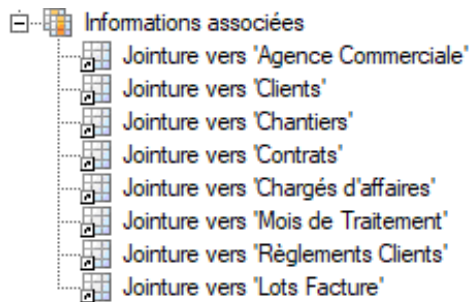 Informations associées
Jointure vers 'Agence Commerciale'
Jointure vers 'Clients'
Jointure vers 'Chantiers'
Jointure vers 'Contrats'
Jointure vers 'Chargés d'affaires'
Jointure vers 'Mois de Traitement'
Jointure vers 'Règlements Clients'
Jointure vers 'Lots Facture'